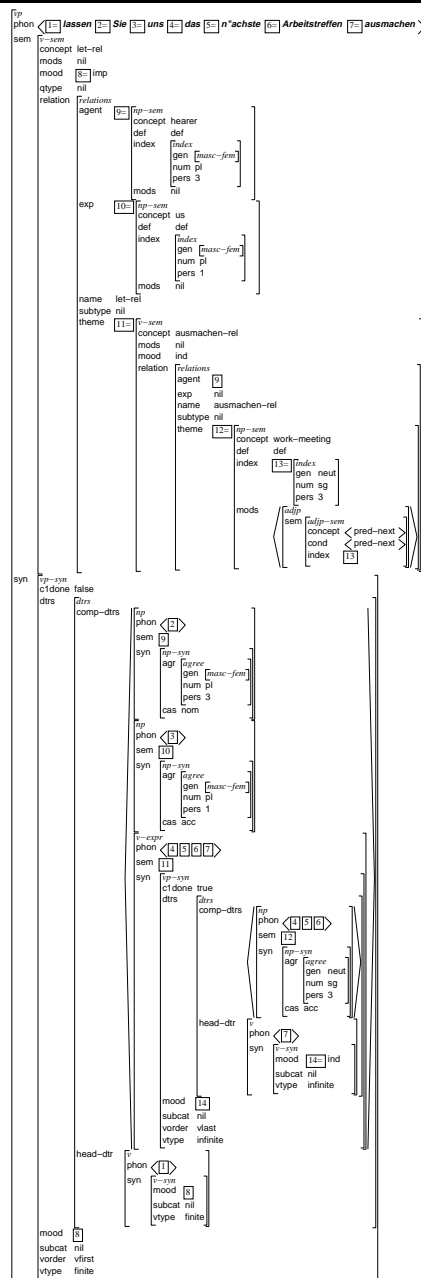 vp
phon < 1= lassen 2= Sie 3= uns 4= das 5= n"achste 6= Arbeitstreffen 7= ausmachen >
sem v−sem
concept let−rel
mods nil
mood 8= imp
qtype nil
relation relations
agent 9= np−sem
concept hearer
def def
index index
gen masc−fem
num pl
pers 3
mods nil
exp 10= np−sem
concept us
def def
index index
gen masc−fem
num pl
pers 1
mods nil
name let−rel
subtype nil
theme 11= v−sem
concept ausmachen−rel
mods nil
mood ind
relation relations
agent 9
exp nil
name ausmachen−rel
subtype nil
theme 12= np−sem
concept work−meeting
def def
index 13= index
gen neut
num sg
pers 3
mods < adjp
sem adjp−sem
concept < pred−next >
cond < pred−next >
index 13
syn vp−syn
c1done false
dtrs dtrs
comp−dtrs np
phon < 2 >
sem 9
syn np−syn
agr agree
gen masc−fem
num pl
pers 3
cas nom
np
phon < 3 >
sem 10
syn np−syn
agr agree
gen masc−fem
num pl
pers 1
cas acc
v−expr
phon < 4 5 6 7 >
sem 11
syn vp−syn
c1done true
dtrs dtrs
comp−dtrs np
phon < 4 5 6 >
sem 12
syn np−syn
agr agree
gen neut
num sg
pers 3
cas acc
head−dtr v
phon < 7 >
syn v−syn
mood 14= ind
subcat nil
vtype infinite
mood 14
subcat nil
vorder vlast
vtype infinite
head−dtr v
phon < 1 >
syn v−syn
mood 8
subcat nil
vtype finite
mood 8
subcat nil
vorder vfirst
vtype finite